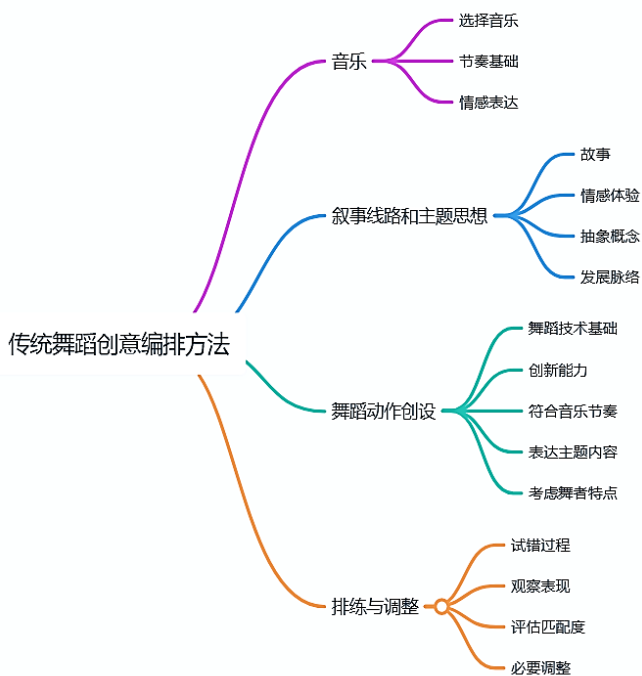 传统舞蹈创意编排方法
音乐
选择音乐
节奏基础
情感表达
叙事线路和主题思想
故事
情感体验
抽象概念
发展脉络
舞蹈动作创设
舞蹈技术基础
创新能力
符合音乐节奏
表达主题内容
考虑舞者特点
排练与调整
试错过程
观察表现
评估匹配度
必要调整